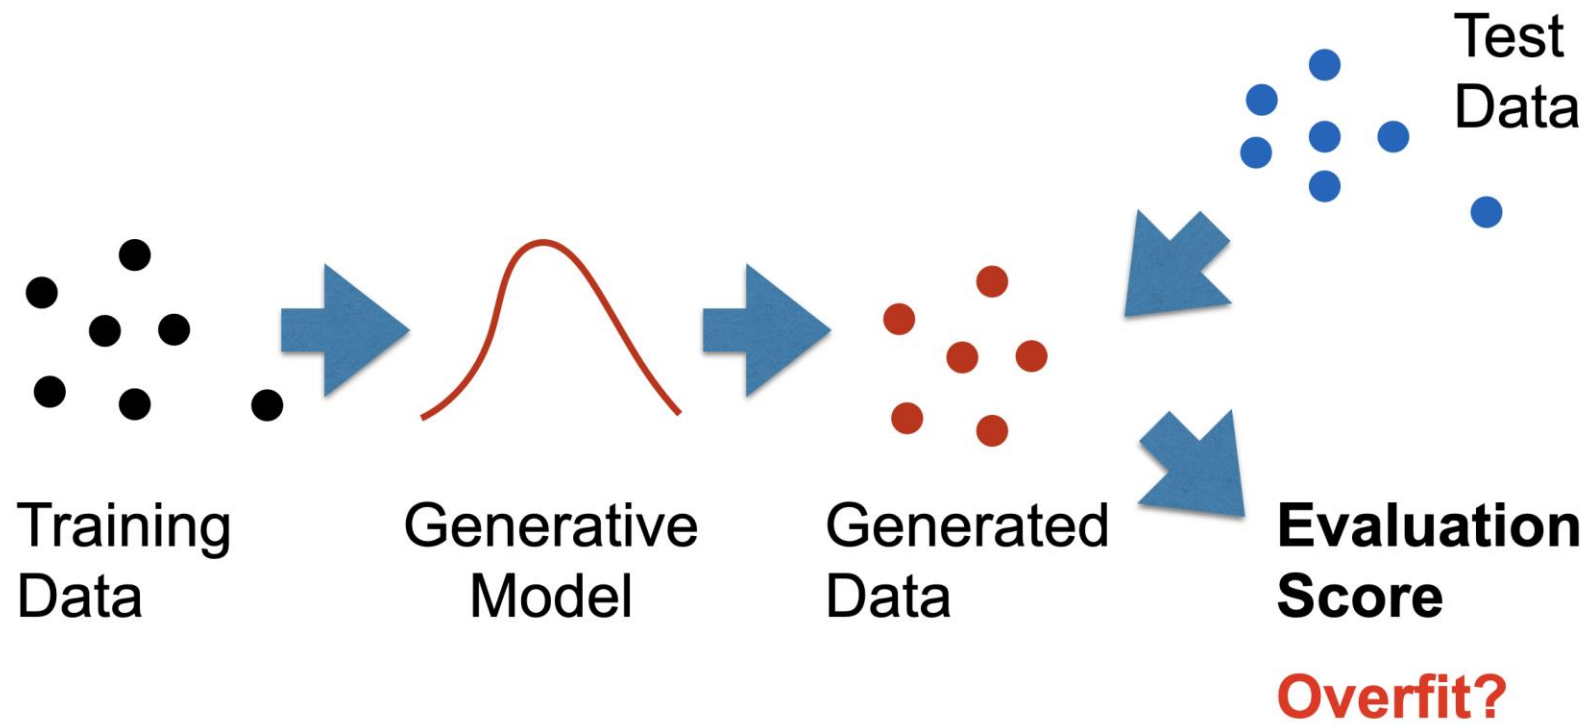 Test
Data
Training
Data
Generative
Model
Generated
Data
Evaluation
Score
Overfit?